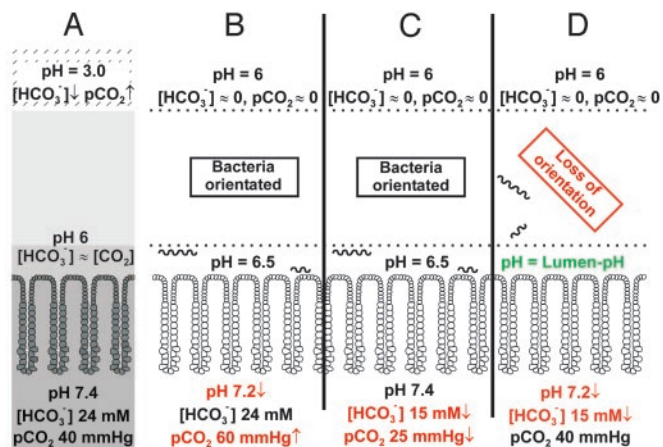 A
pH = 3.0
[HCO₃⁻]↓ pCO₂↑
pH 6
[HCO₃⁻] ≈ [CO₂]
pH 7.4
[HCO₃⁻] 24 mM
pCO₂ 40 mmHg
B
pH = 6
[HCO₃⁻] ≈ 0, pCO₂ ≈ 0
Bacteria
orientated
pH = 6.5
pH 7.2↓
[HCO₃⁻] 24 mM
pCO₂ 60 mmHg↑
C
pH = 6
[HCO₃⁻] ≈ 0, pCO₂ ≈ 0
Bacteria
orientated
pH = 6.5
pH 7.4
[HCO₃⁻] 15 mM↓
pCO₂ 25 mmHg↓
D
pH = 6
[HCO₃⁻] ≈ 0, pCO₂ ≈ 0
Loss of
orientation
pH = Lumen-pH
pH 7.2↓
[HCO₃⁻] 15 mM↓
pCO₂ 40 mmHg